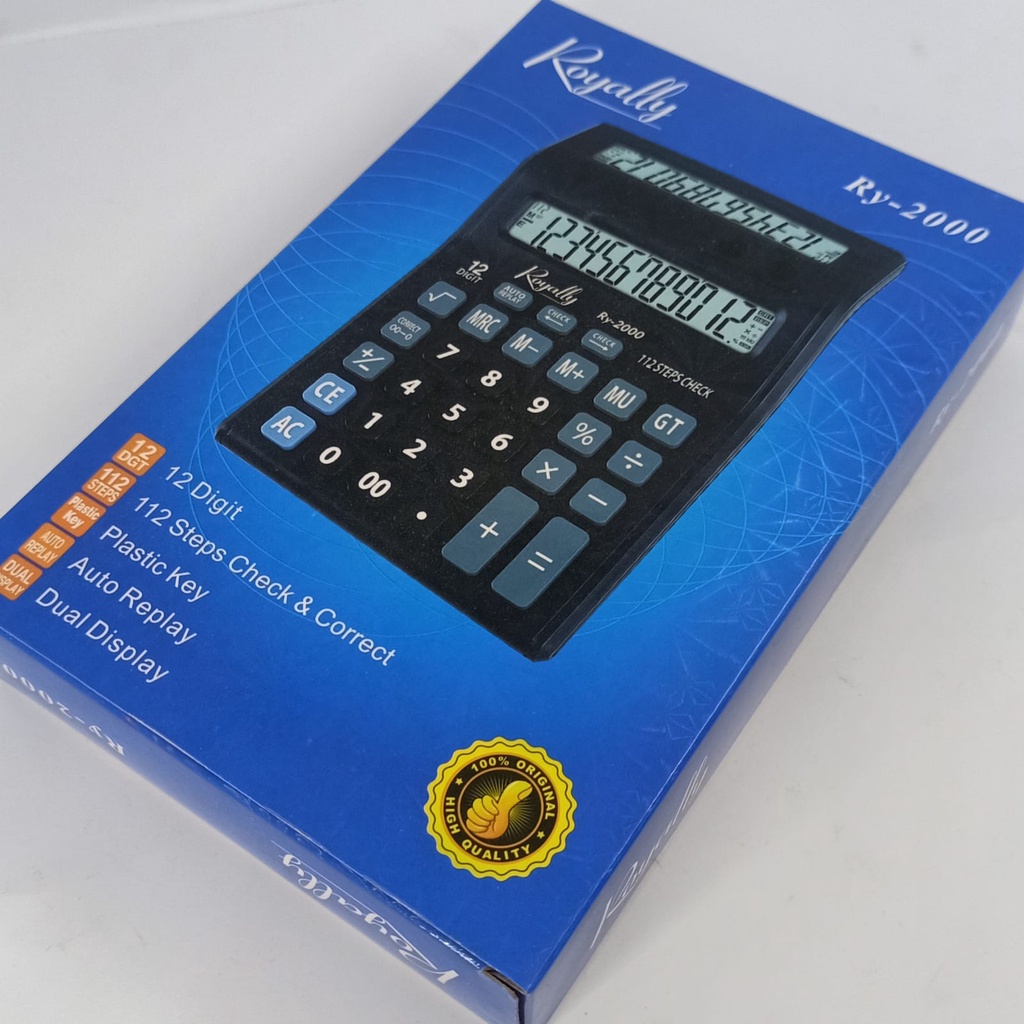 Royally
Ry-2000
123456789012.
Royally
Ry-2000
12
DIGIT
112 STEPS CHECK
√
AUTO
REPLAY
CHECK
←
CHECK
→
CORRECT
00→0
MRC
M−
M+
MU
GT
+/−
7
8
9
%
÷
CE
4
5
6
×
−
AC
1
2
3
+
=
0
00
.
12
DGT
12 Digit
112
STEPS
112 Steps Check & Correct
Plastic
Key
Plastic Key
AUTO
REPLAY
Auto Replay
DUAL
DISPLAY
Dual Display
100% ORIGINAL
HIGH QUALITY
Ry-2000
Royally
Royally